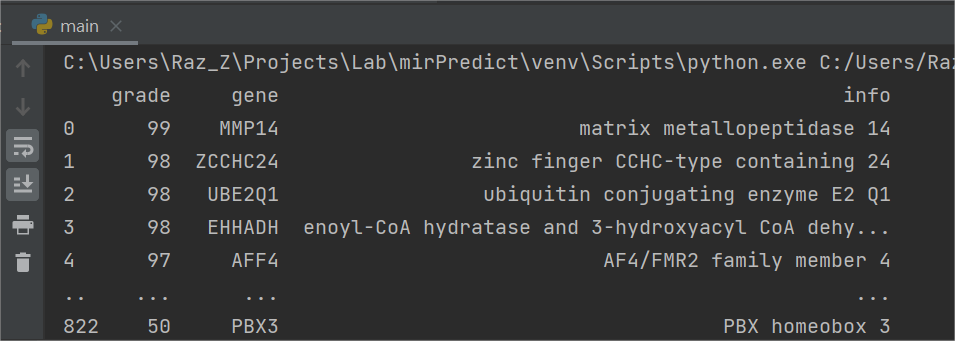 main
C:\Users\Raz_Z\Projects\Lab\mirPredict\venv\Scripts\python.exe C:/Users/Raz
grade gene info
0 99 MMP14 matrix metallopeptidase 14
1 98 ZCCHC24 zinc finger CCHC-type containing 24
2 98 UBE2Q1 ubiquitin conjugating enzyme E2 Q1
3 98 EHHADH enoyl-CoA hydratase and 3-hydroxyacyl CoA dehy...
4 97 AFF4 AF4/FMR2 family member 4
.. ... ... ...
822 50 PBX3 PBX homeobox 3